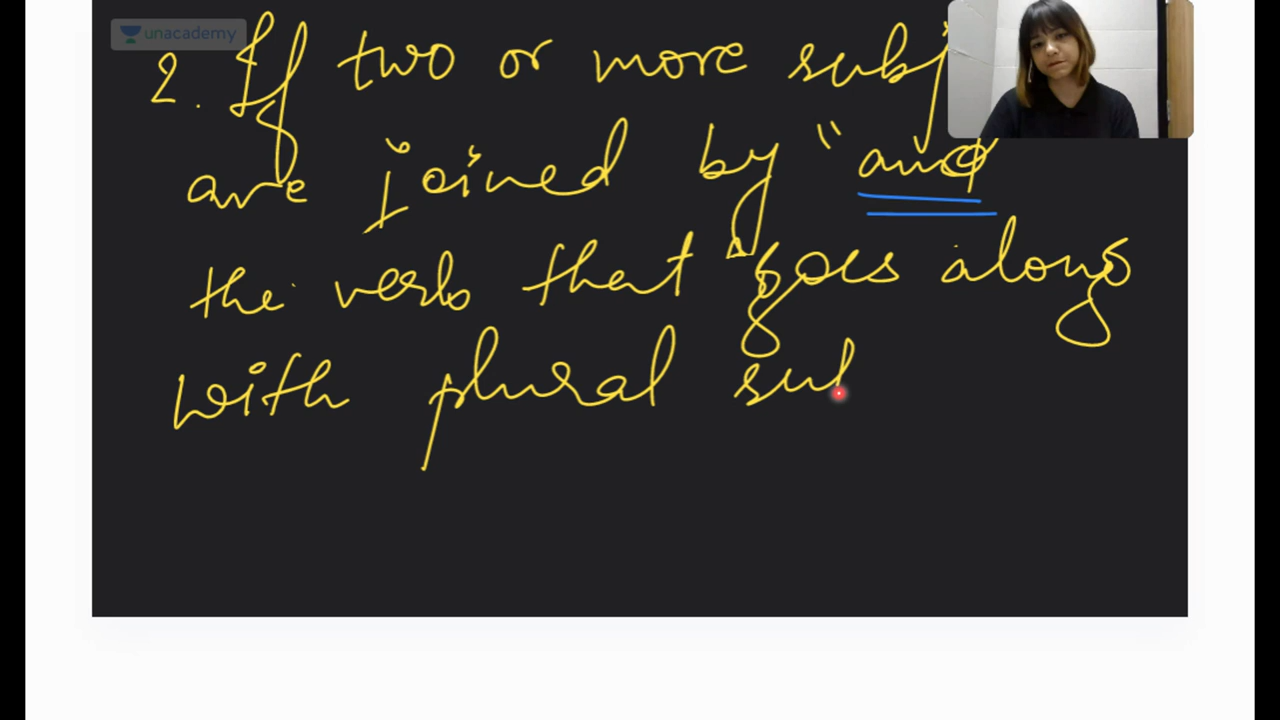 unacademy
2. If two or more subj
are joined by "and
the verb that goes along
with plural sub